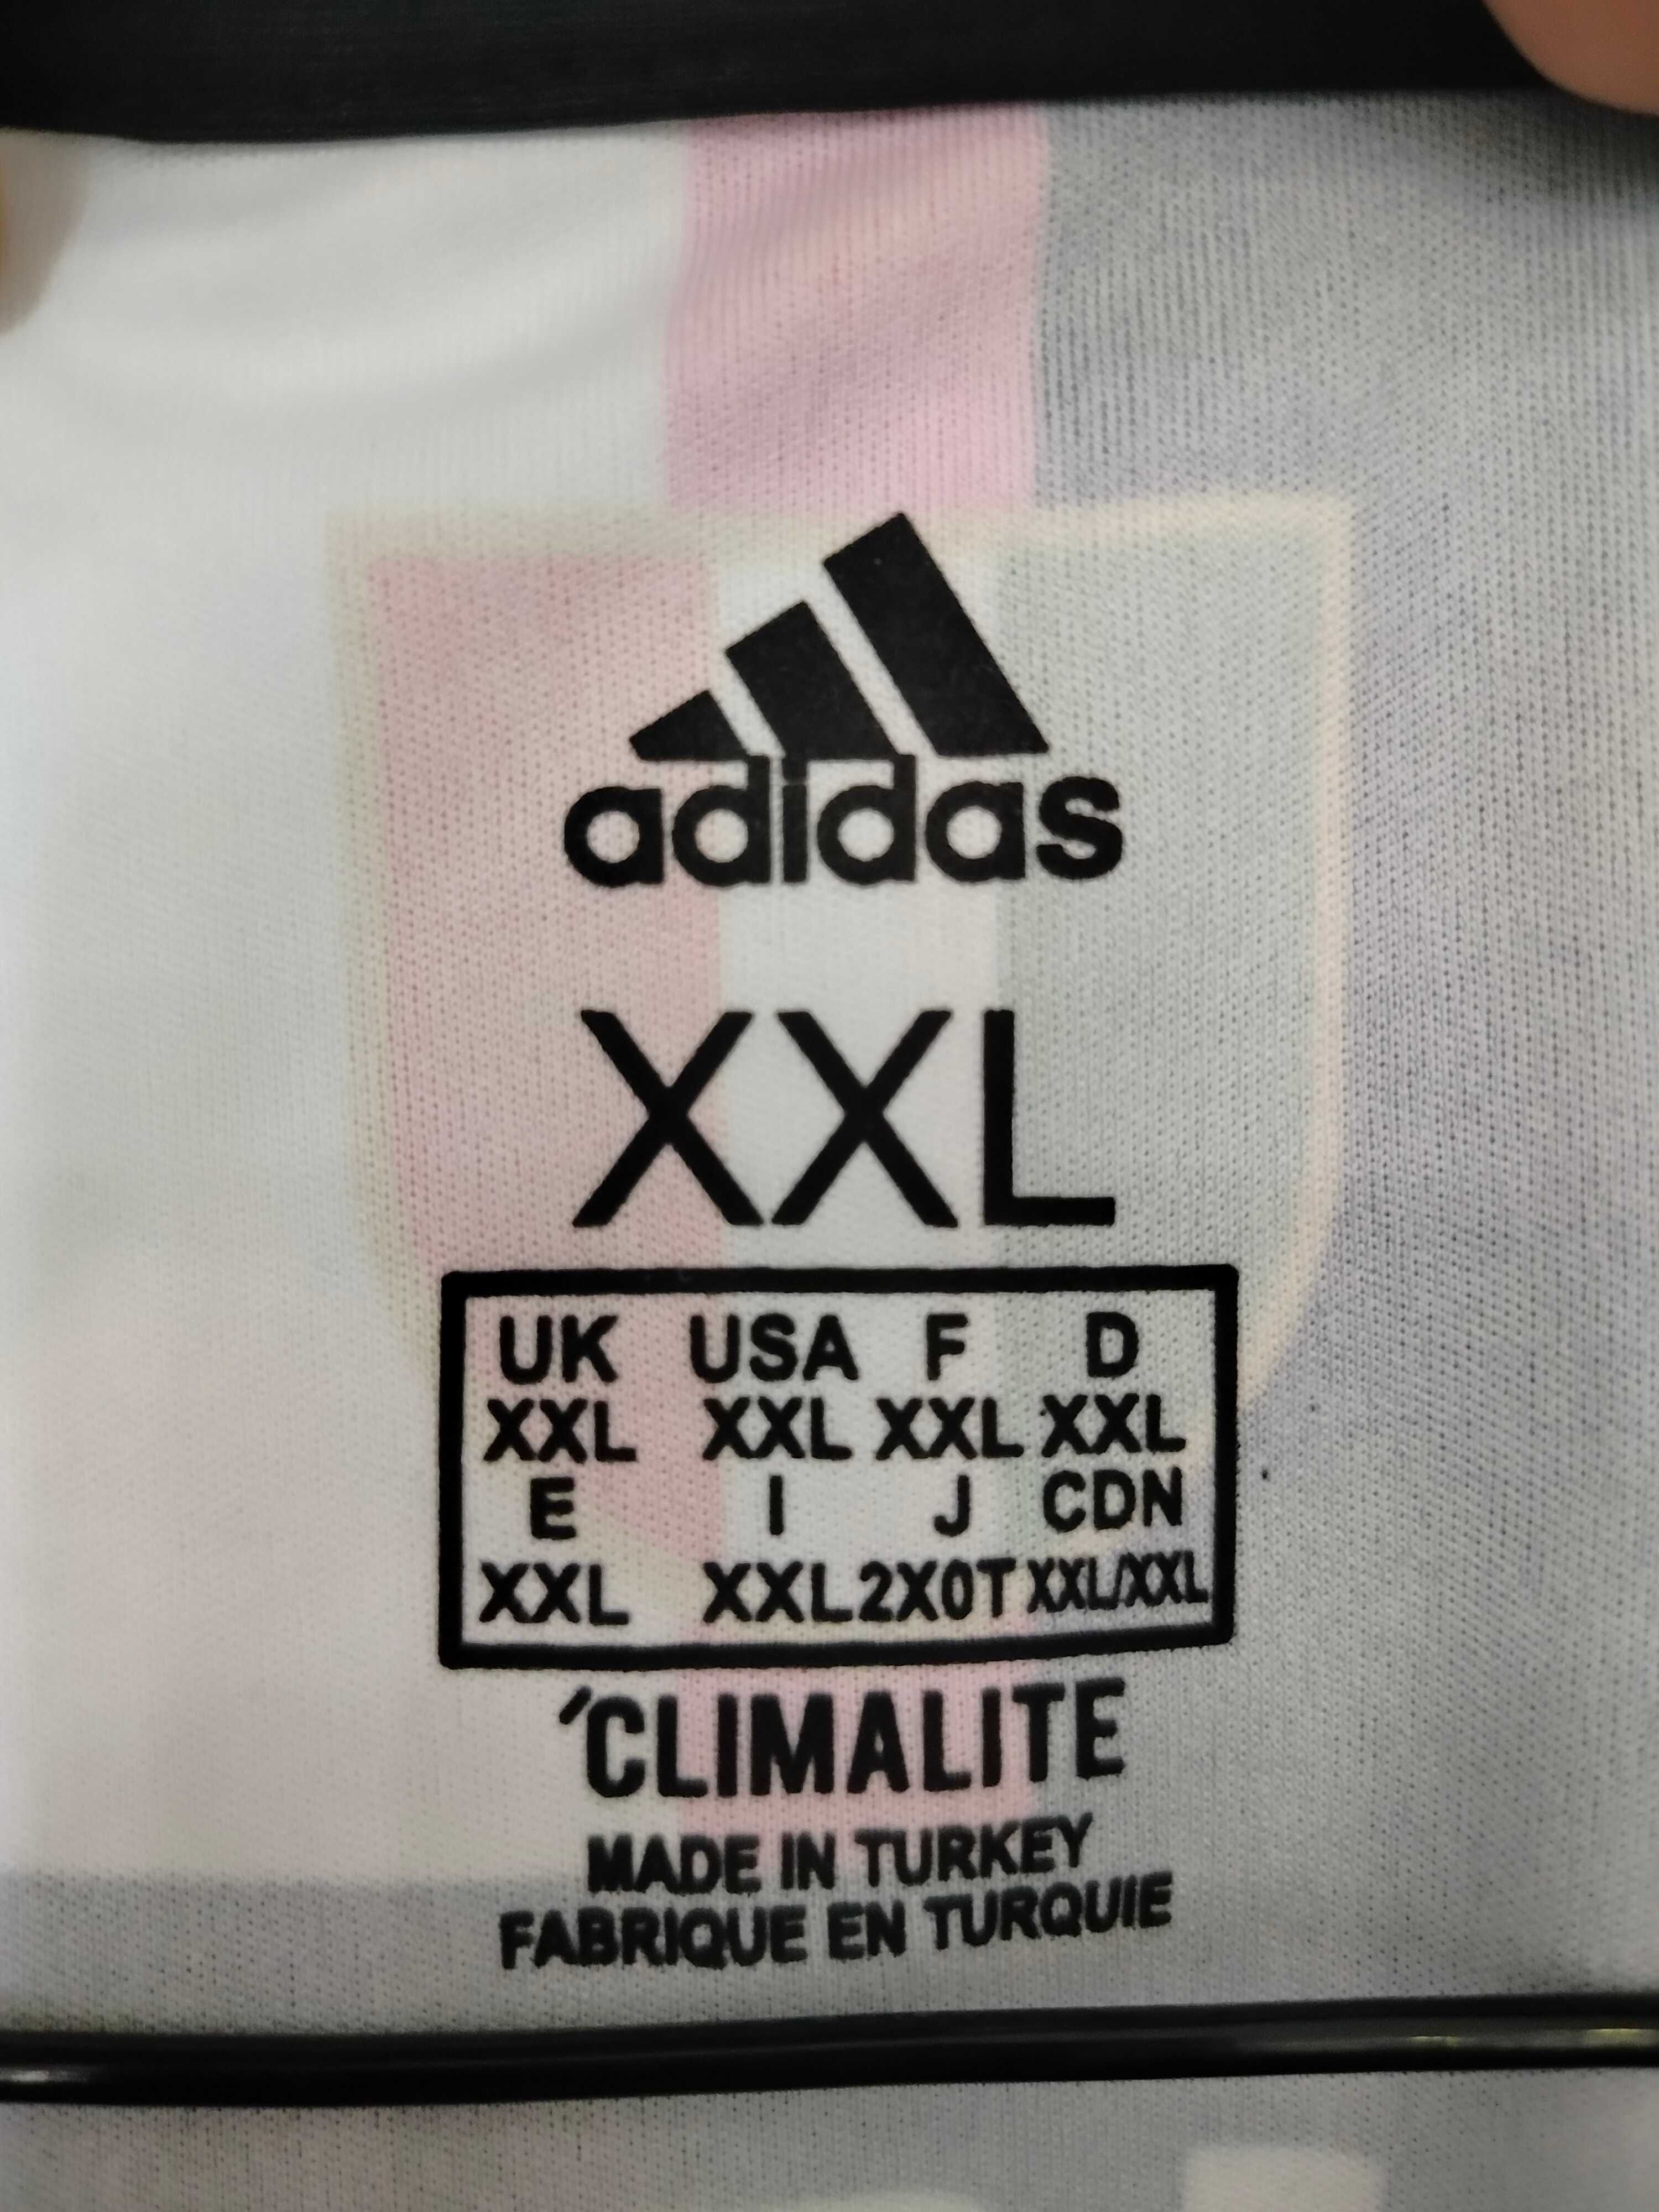 adidas
XXL
UK USA F D
XXL XXL XXL XXL
E I J CDN
XXL XXL 2X0T XXL/XXL
'CLIMALITE
MADE IN TURKEY
FABRIQUE EN TURQUIE